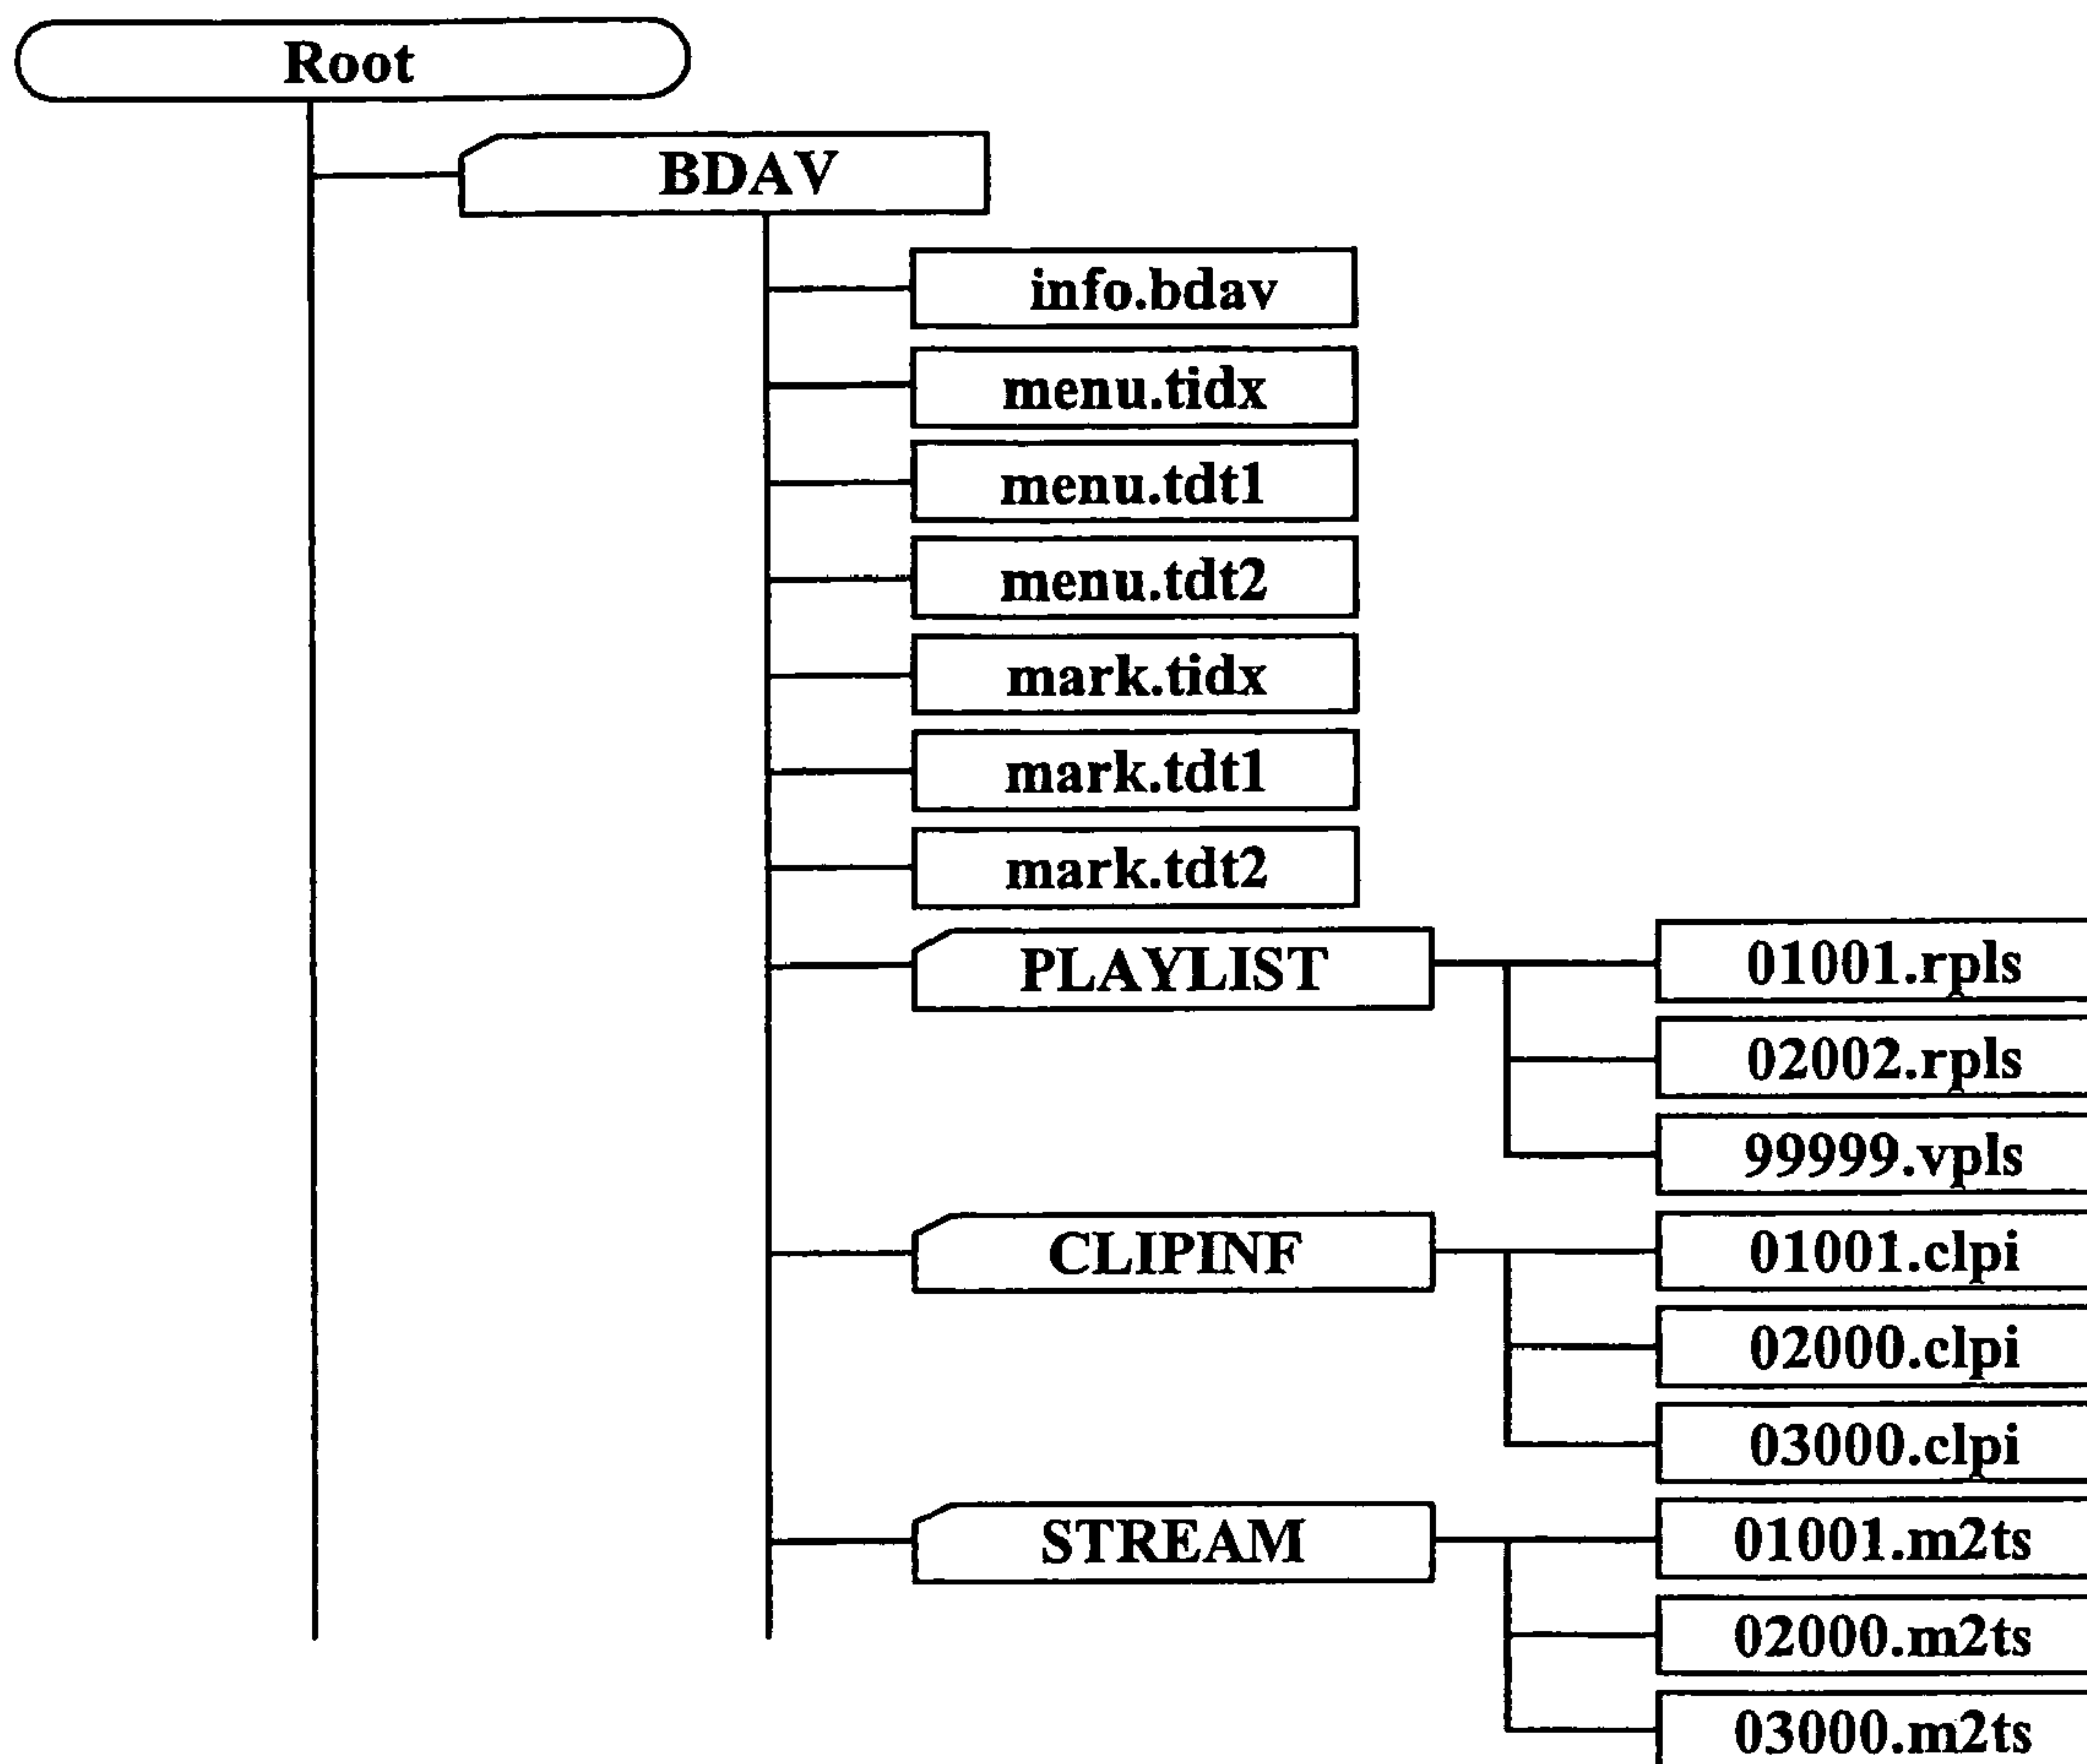 Root
BDAV
info.bdav
menu.tidx
menu.tdt1
menu.tdt2
mark.tidx
mark.tdt1
mark.tdt2
PLAYLIST
01001.rpls
02002.rpls
99999.vpls
CLIPINF
01001.clpi
02000.clpi
03000.clpi
STREAM
01001.m2ts
02000.m2ts
03000.m2ts